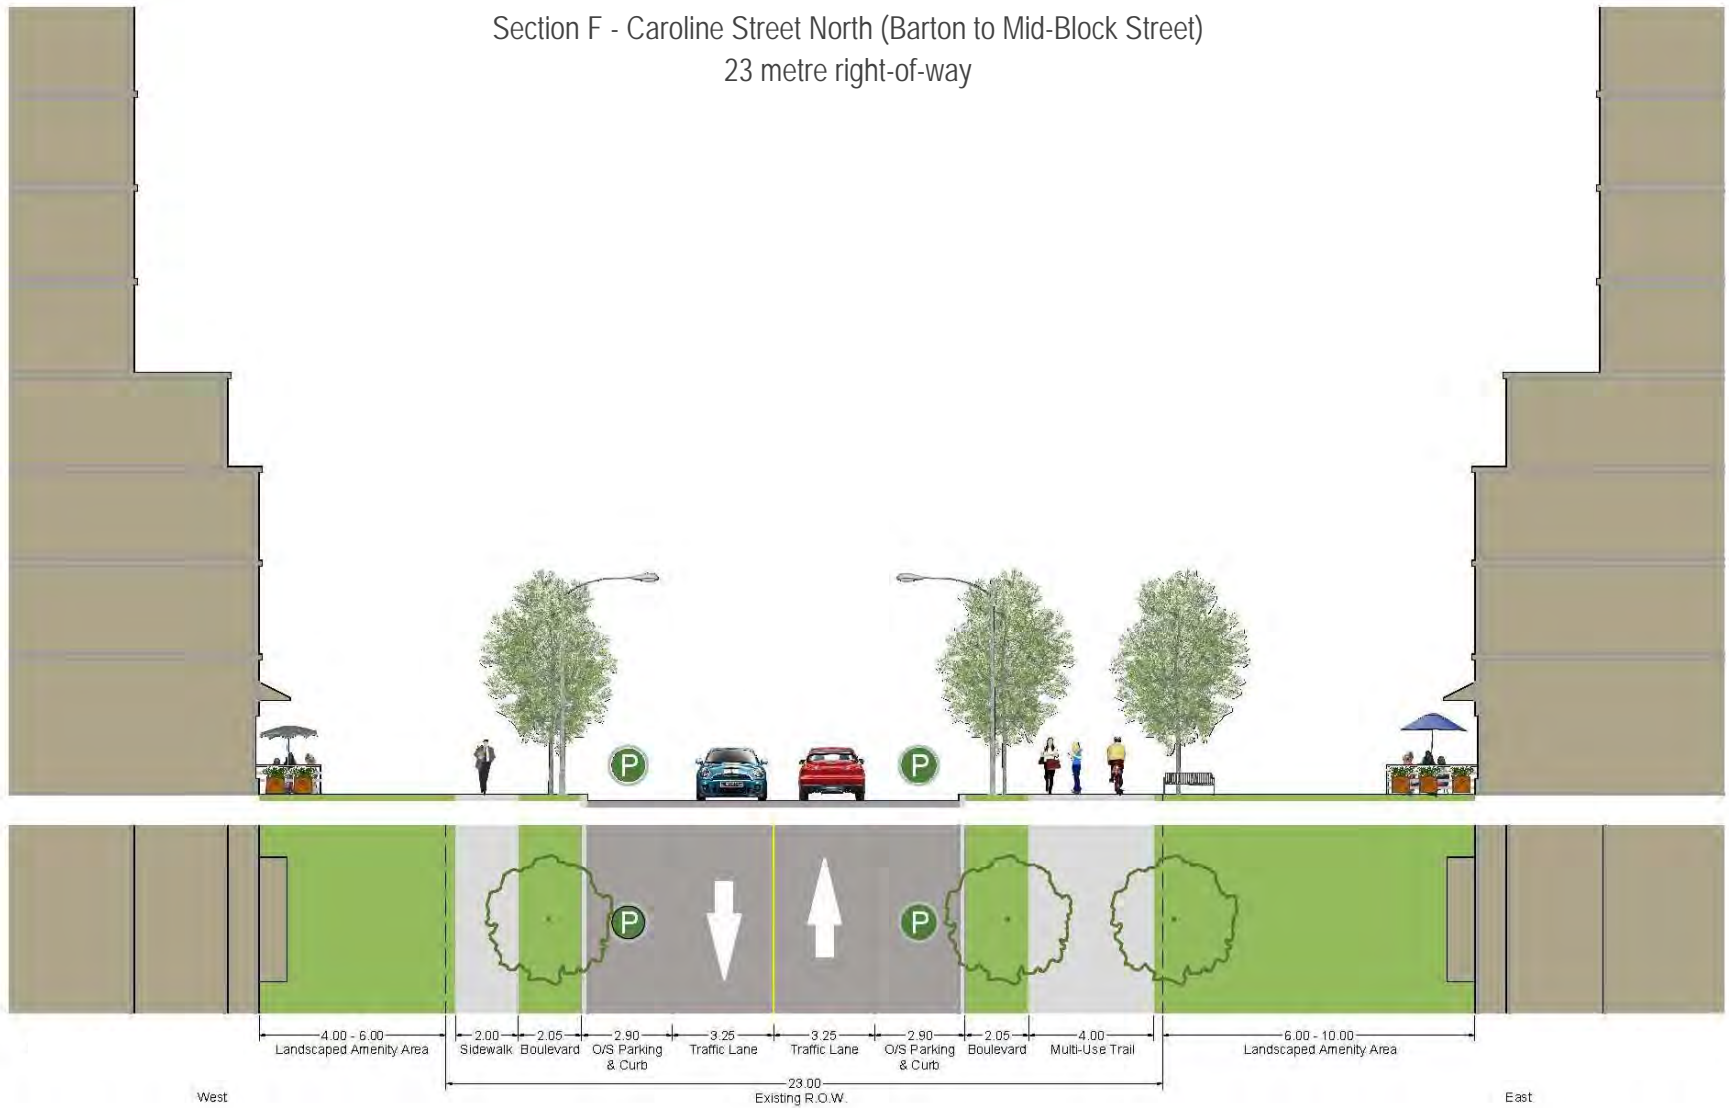 Section F - Caroline Street North (Barton to Mid-Block Street)
23 metre right-of-way
P P
P P
4.00 - 6.00 2.00 2.05 2.90 3.25 3.25 2.90 2.05 4.00 6.00 - 10.00
Landscaped Amenity Area Sidewalk Boulevard O/S Parking Traffic Lane Traffic Lane O/S Parking Boulevard Multi-Use Trail Landscaped Amenity Area
& Curb & Curb
23.00
West Existing R.O.W. East